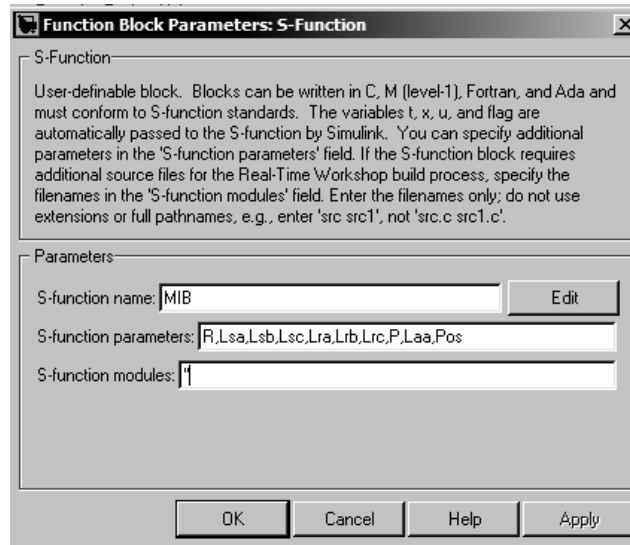 Function Block Parameters: S-Function
S-Function
User-definable block. Blocks can be written in C, M (level-1), Fortran, and Ada and
must conform to S-function standards. The variables t, x, u, and flag are
automatically passed to the S-function by Simulink. You can specify additional
parameters in the 'S-function parameters' field. If the S-function block requires
additional source files for the Real-Time Workshop build process, specify the
filenames in the 'S-function modules' field. Enter the filenames only; do not use
extensions or full pathnames, e.g., enter 'src src1', not 'src.c src1.c'.
Parameters
S-function name: MIB Edit
S-function parameters: R,Lsa,Lsb,Lsc,Lra,Lrb,Lrc,P,Laa,Pos
S-function modules: ''
OK Cancel Help Apply